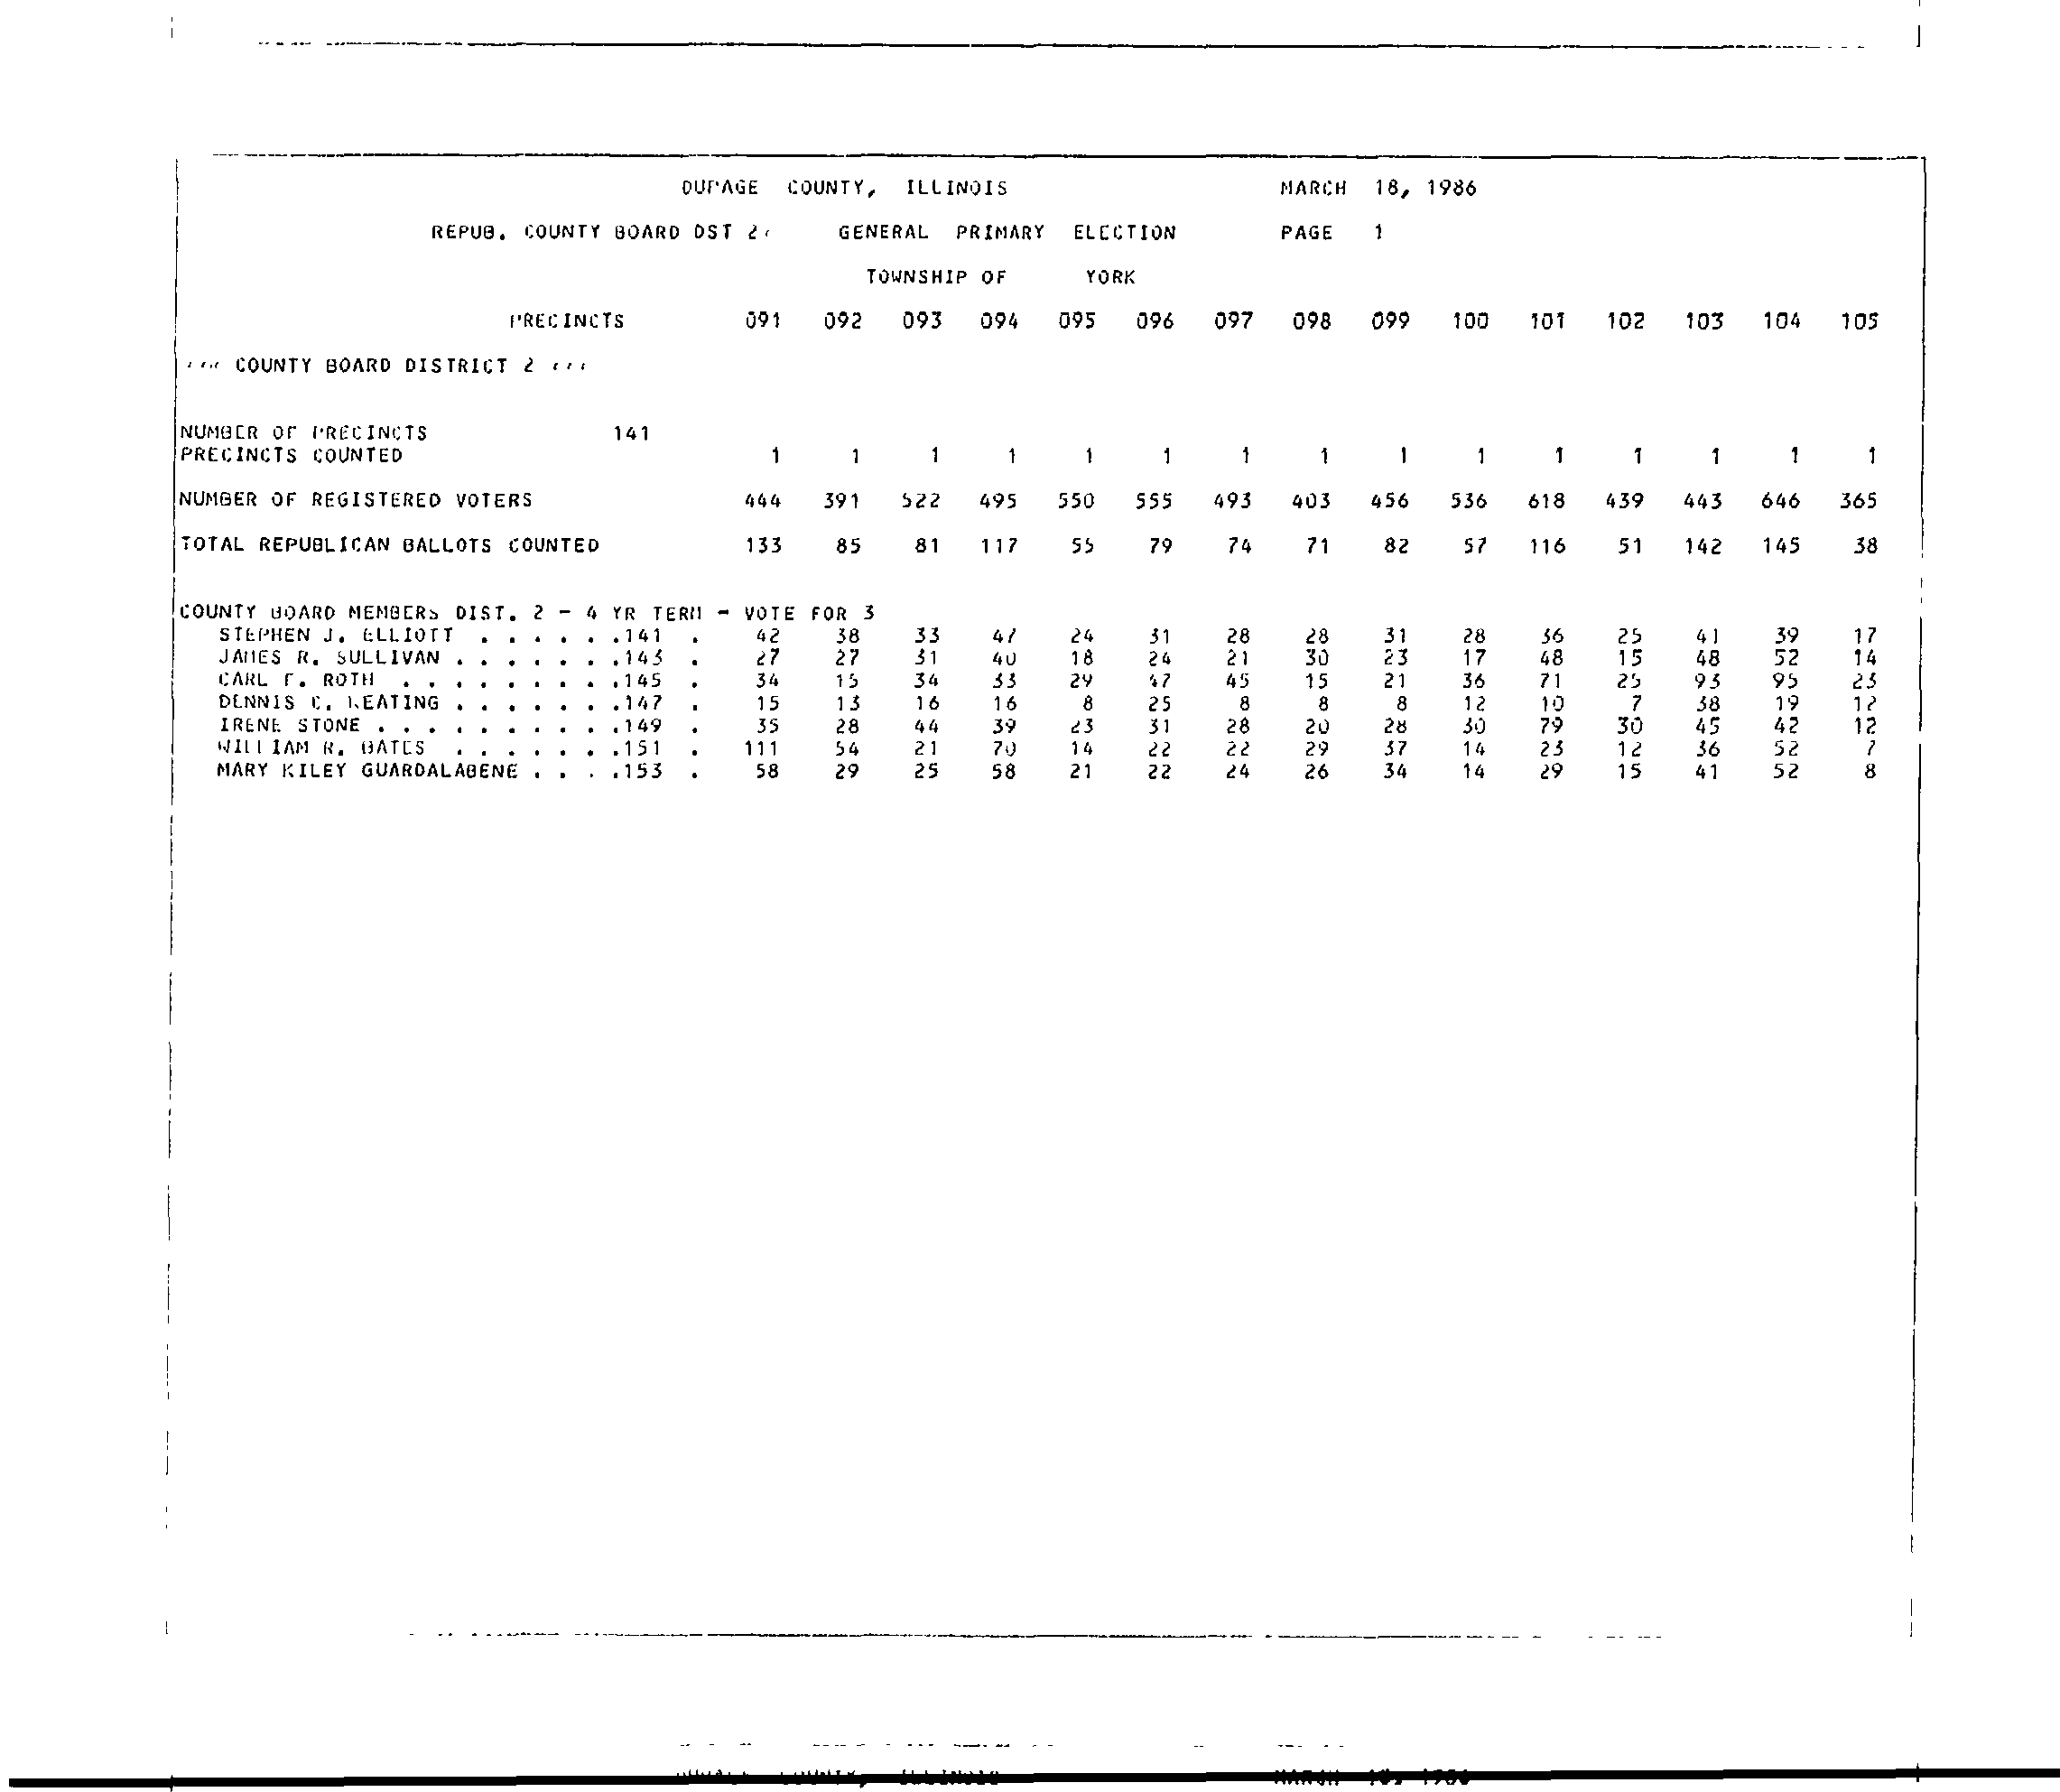 DUPAGE COUNTY, ILLINOIS MARCH 18, 1986
REPUB. COUNTY BOARD DST 2 GENERAL PRIMARY ELECTION PAGE 1
TOWNSHIP OF YORK
PRECINCTS 091 092 093 094 095 096 097 098 099 100 101 102 103 104 105
COUNTY BOARD DISTRICT 2
NUMBER OF PRECINCTS 141
PRECINCTS COUNTED 1 1 1 1 1 1 1 1 1 1 1 1 1 1 1
NUMBER OF REGISTERED VOTERS 444 391 522 495 550 555 493 403 456 536 618 439 443 646 365
TOTAL REPUBLICAN BALLOTS COUNTED 133 85 81 117 55 79 74 71 82 57 116 51 142 145 38
COUNTY BOARD MEMBERS DIST. 2 - 4 YR TERM - VOTE FOR 3
STEPHEN J. ELLIOTT . . . . . .141 . 42 38 33 47 24 31 28 28 31 28 36 25 41 39 17
JAMES R. SULLIVAN . . . . . . .143 . 27 27 31 40 18 24 21 30 23 17 48 15 48 52 14
CARL F. ROTH . . . . . . . . .145 . 34 15 34 33 29 47 45 15 21 36 71 25 93 95 23
DENNIS C. KEATING . . . . . . .147 . 15 13 16 16 8 25 8 8 8 12 10 7 38 19 12
IRENE STONE . . . . . . . . . .149 . 35 28 44 39 23 31 28 20 28 30 79 30 45 42 12
WILLIAM R. BATES . . . . . . .151 . 111 54 21 70 14 22 22 29 37 14 23 12 36 52 7
MARY KILEY GUARDALABENE . . . .153 . 58 29 25 58 21 22 24 26 34 14 29 15 41 52 8
COUNTY, ILLINOIS MARCH 18, 1986